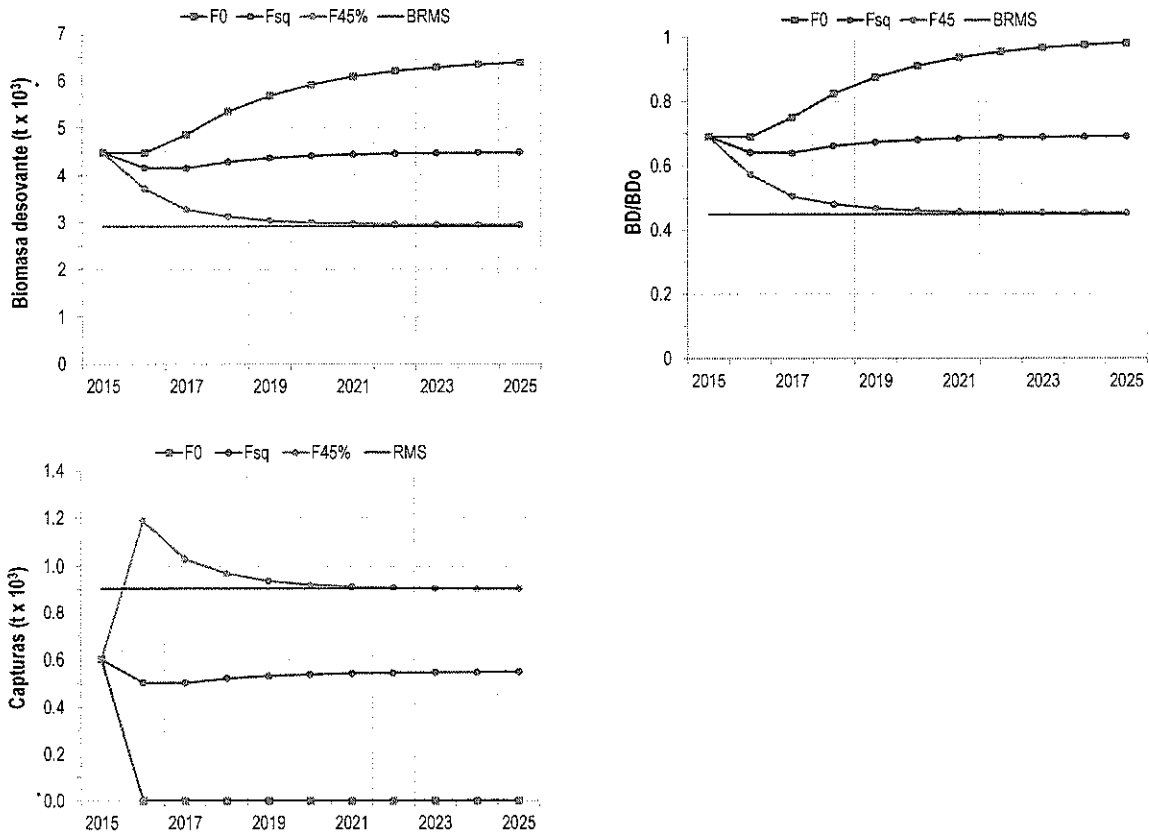 F0 Fsq F45% BRMS
7
6
5
4
3
2
1
0
Biomasa desovante (t x 10³)
2015 2017 2019 2021 2023 2025
F0 Fsq F45 BRMS
1
0.8
0.6
0.4
0.2
0
BD/BDo
2015 2017 2019 2021 2023 2025
F0 Fsq F45% RMS
1.4
1.2
1.0
0.8
0.6
0.4
0.2
0.0
Capturas (t x 10³)
2015 2017 2019 2021 2023 2025